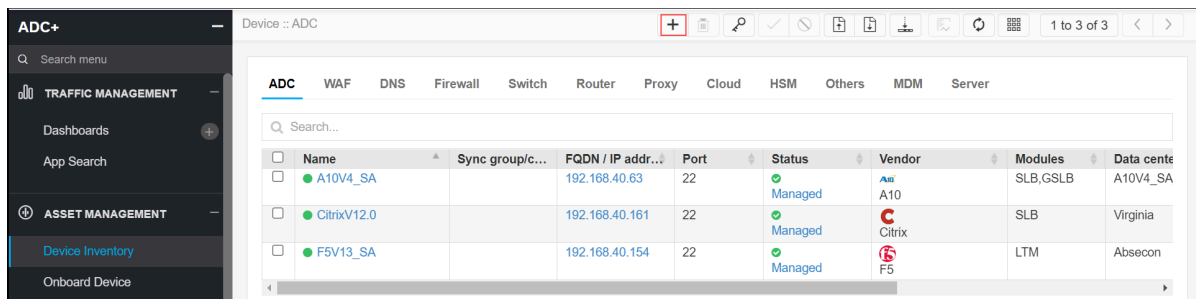 ADC+
Device :: ADC
1 to 3 of 3
Search menu
TRAFFIC MANAGEMENT
Dashboards
App Search
ASSET MANAGEMENT
Device Inventory
Onboard Device
ADC WAF DNS Firewall Switch Router Proxy Cloud HSM Others MDM Server
Search...
Name Sync group/c... FQDN / IP addr... Port Status Vendor Modules Data cente
A10V4_SA 192.168.40.63 22 Managed A10 A10 SLB,GSLB A10V4_SA
CitrixV12.0 192.168.40.161 22 Managed Citrix SLB Virginia
F5V13_SA 192.168.40.154 22 Managed F5 LTM Absecon